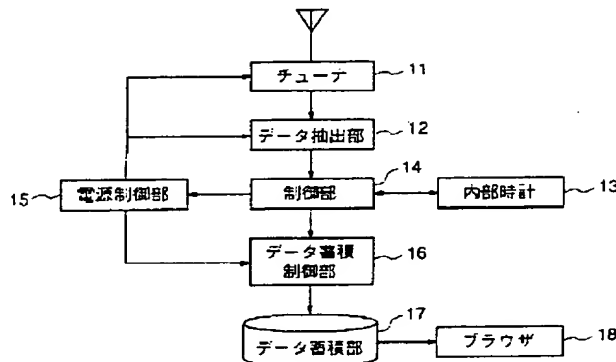 チューナ
11
データ抽出部
12
14
15
電源制御部
制御部
内部時計
13
データ蓄積
制御部
16
17
データ蓄積部
ブラウザ
18